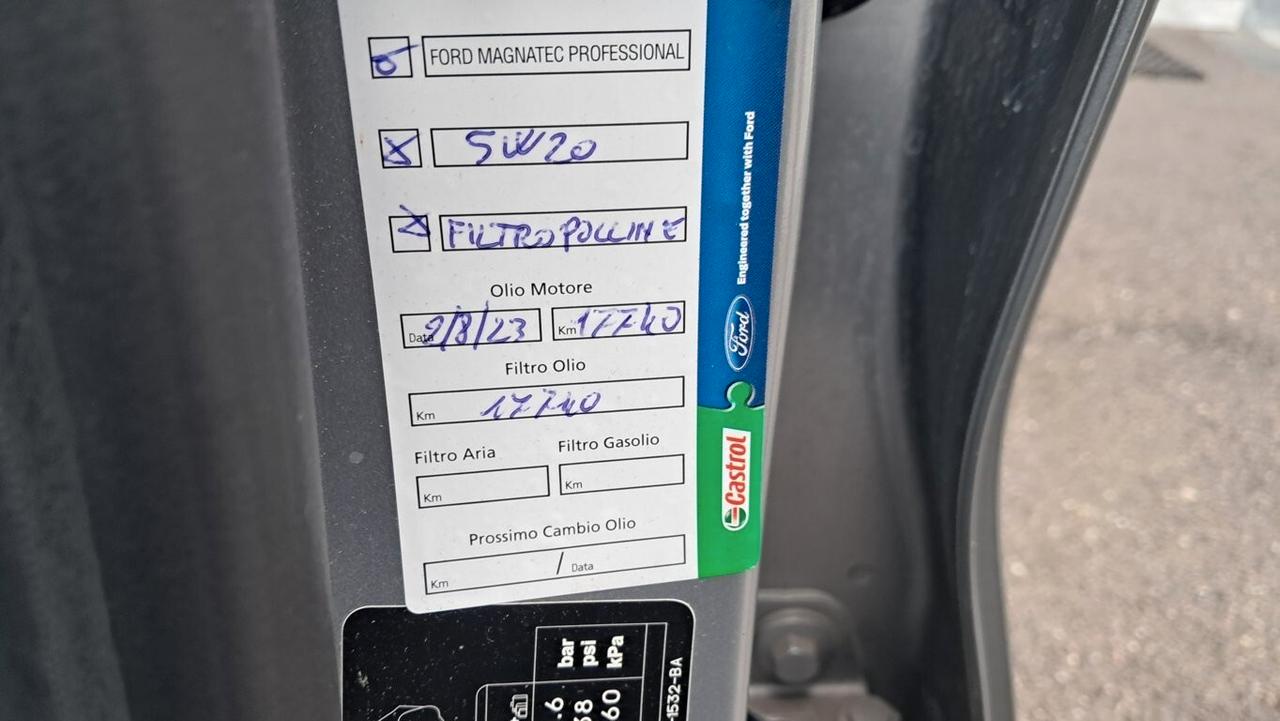 FORD MAGNATEC PROFESSIONAL
5W20
FILTRO POLLINE
Olio Motore
Data 9/8/23 Km 17740
Filtro Olio
Km 17740
Filtro Aria Filtro Gasolio
Km Km
Prossimo Cambio Olio
Km / Data
Engineered together with Ford
Ford
Castrol
bar
psi
kPa
-1532-BA